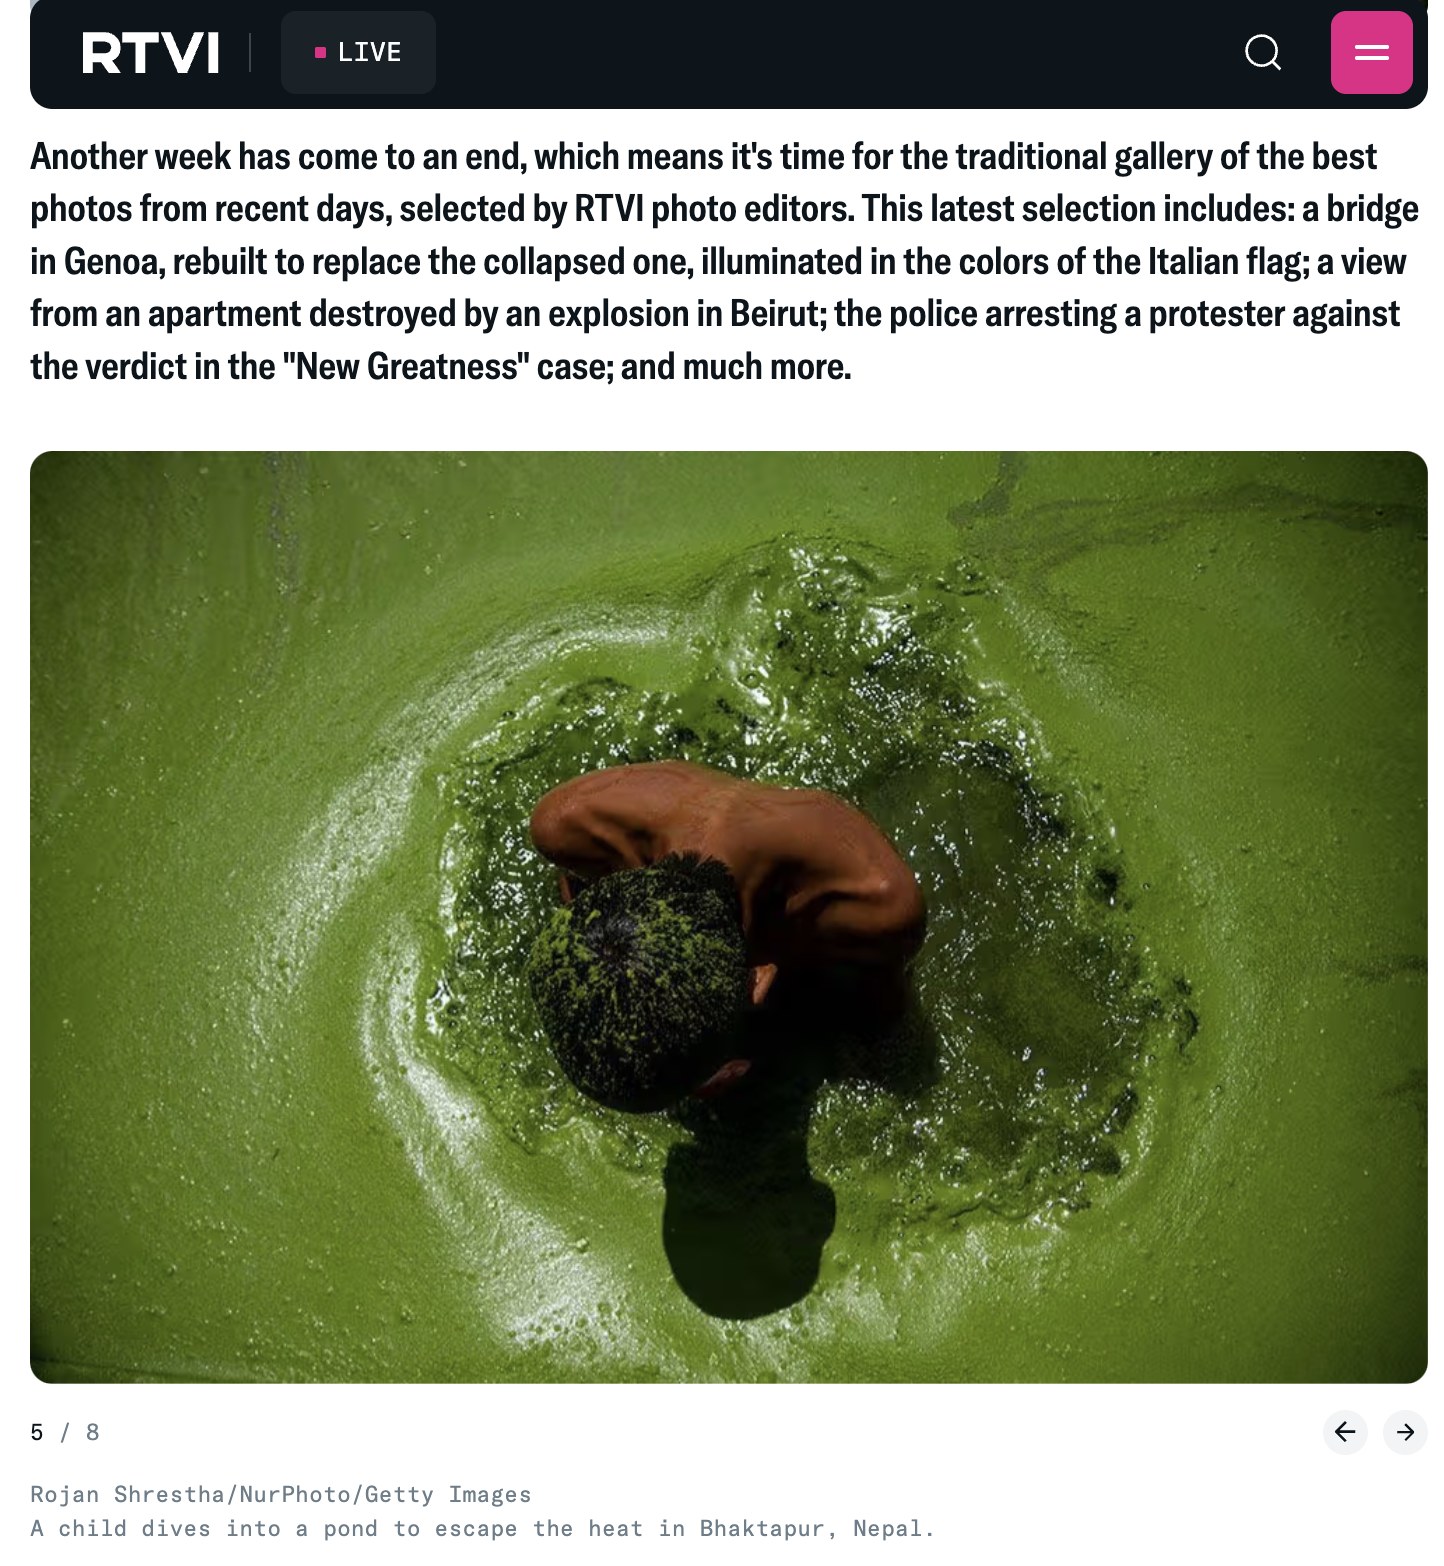 RTVI
LIVE
Another week has come to an end, which means it's time for the traditional gallery of the best
photos from recent days, selected by RTVI photo editors. This latest selection includes: a bridge
in Genoa, rebuilt to replace the collapsed one, illuminated in the colors of the Italian flag; a view
from an apartment destroyed by an explosion in Beirut; the police arresting a protester against
the verdict in the "New Greatness" case; and much more.
5 / 8
Rojan Shrestha/NurPhoto/Getty Images
A child dives into a pond to escape the heat in Bhaktapur, Nepal.